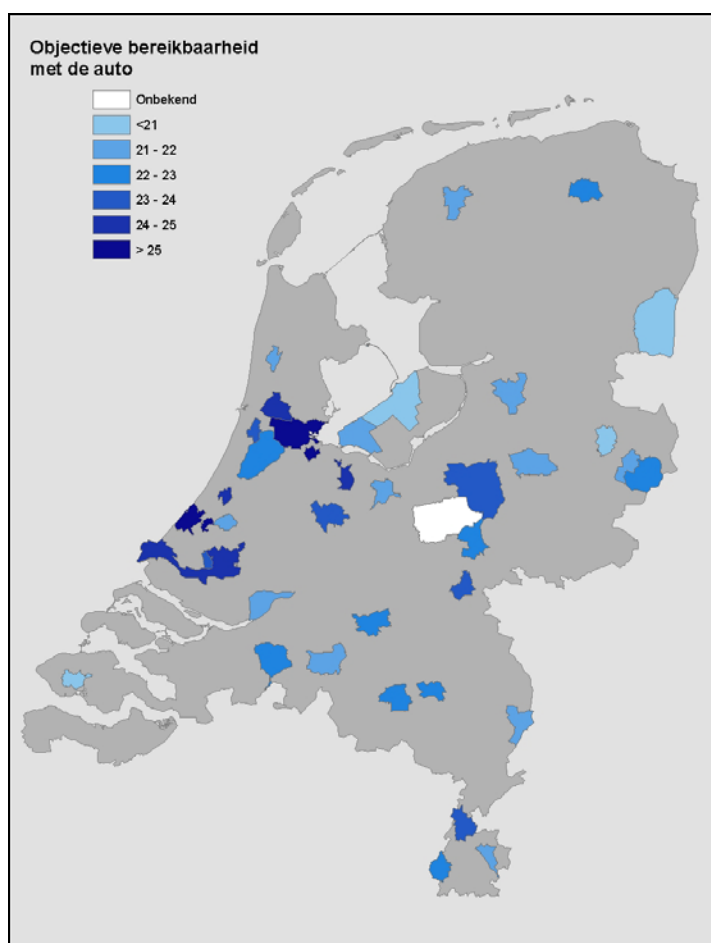 Objectieve bereikbaarheid
met de auto
Onbekend
<21
21 - 22
22 - 23
23 - 24
24 - 25
> 25